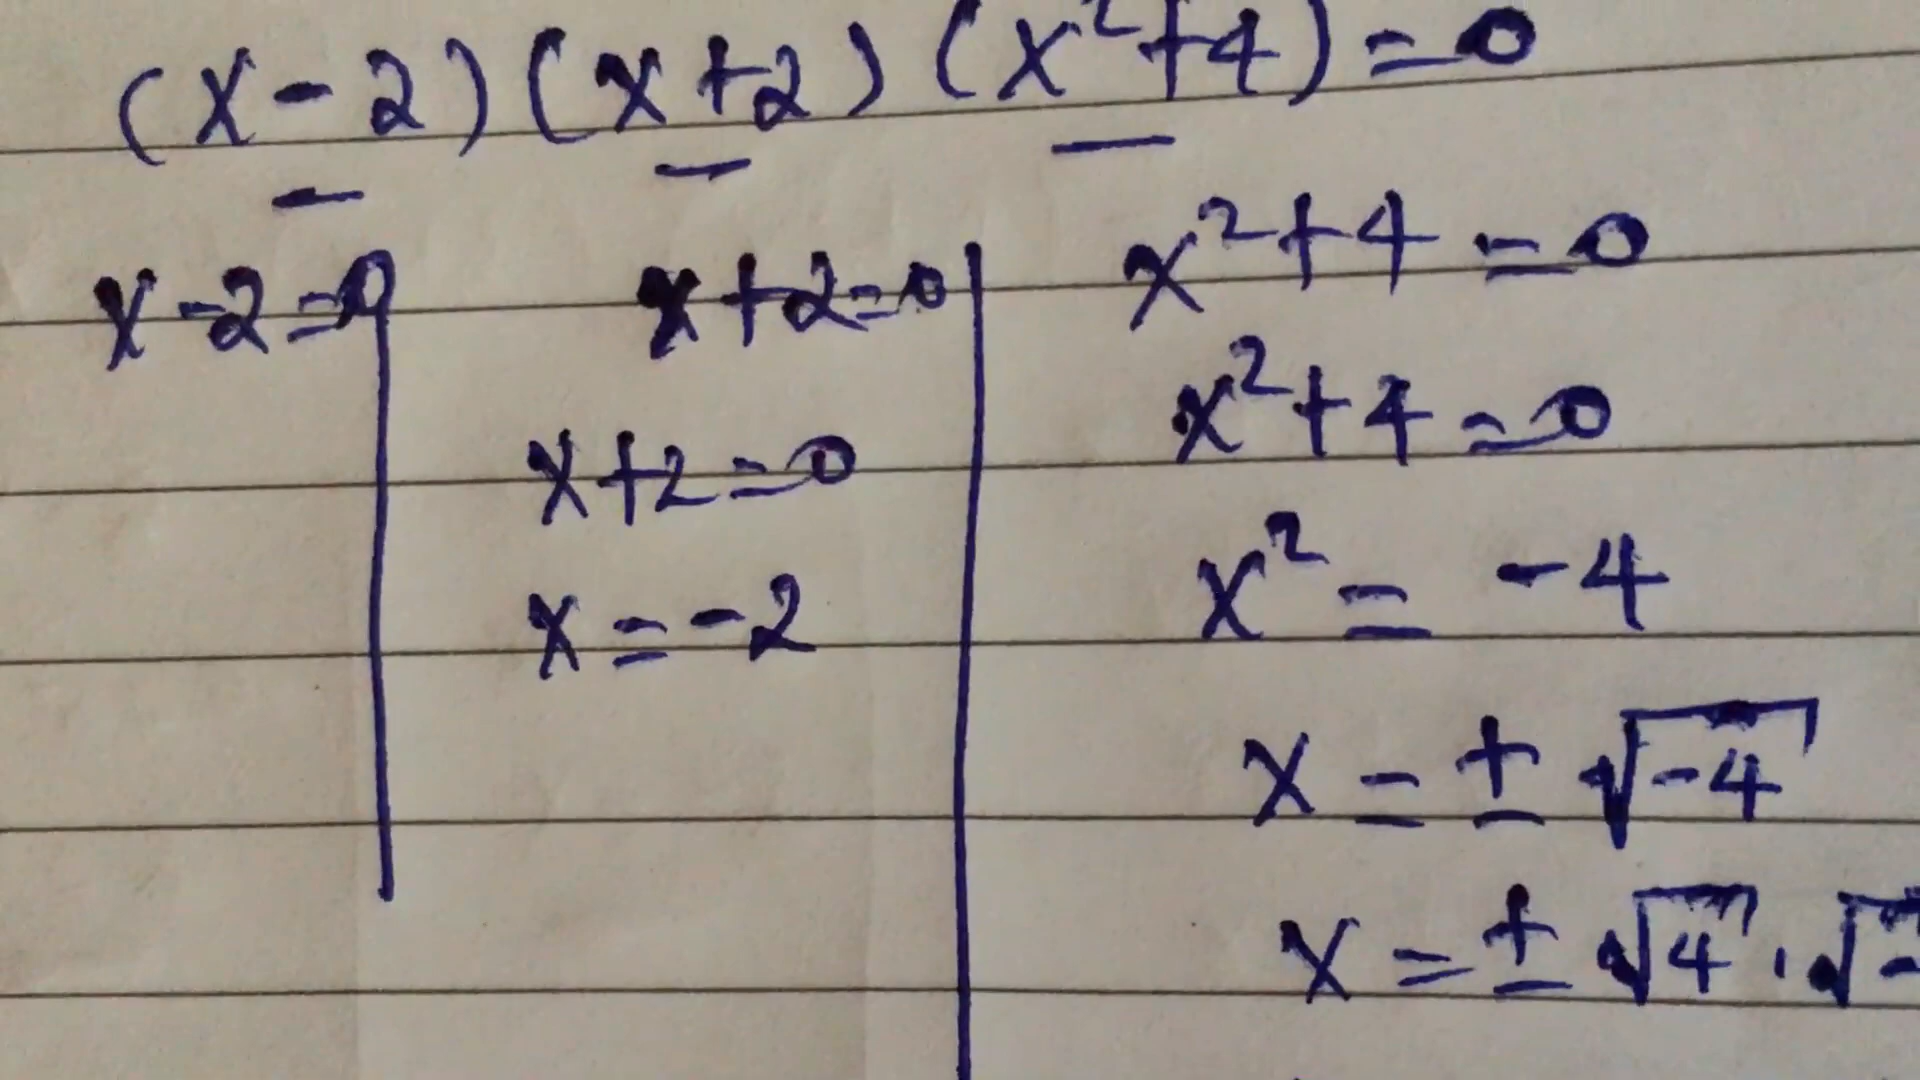 (x-2)(x+2)(x²+4)=0
x-2=0
x+2=0
x+2=0
x=-2
x²+4=0
x²+4=0
x²=-4
x=±√-4
x=±√4.√-